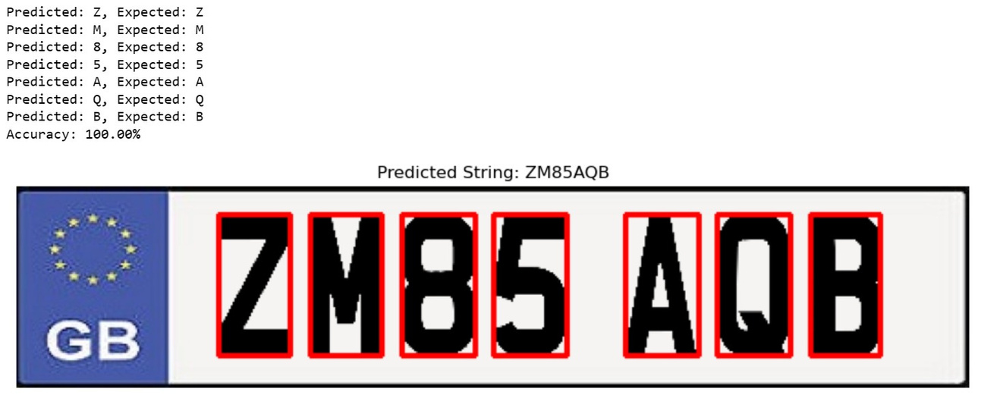 Predicted: Z, Expected: Z
Predicted: M, Expected: M
Predicted: 8, Expected: 8
Predicted: 5, Expected: 5
Predicted: A, Expected: A
Predicted: Q, Expected: Q
Predicted: B, Expected: B
Accuracy: 100.00%
Predicted String: ZM85AQB
GB ZM85 AQB